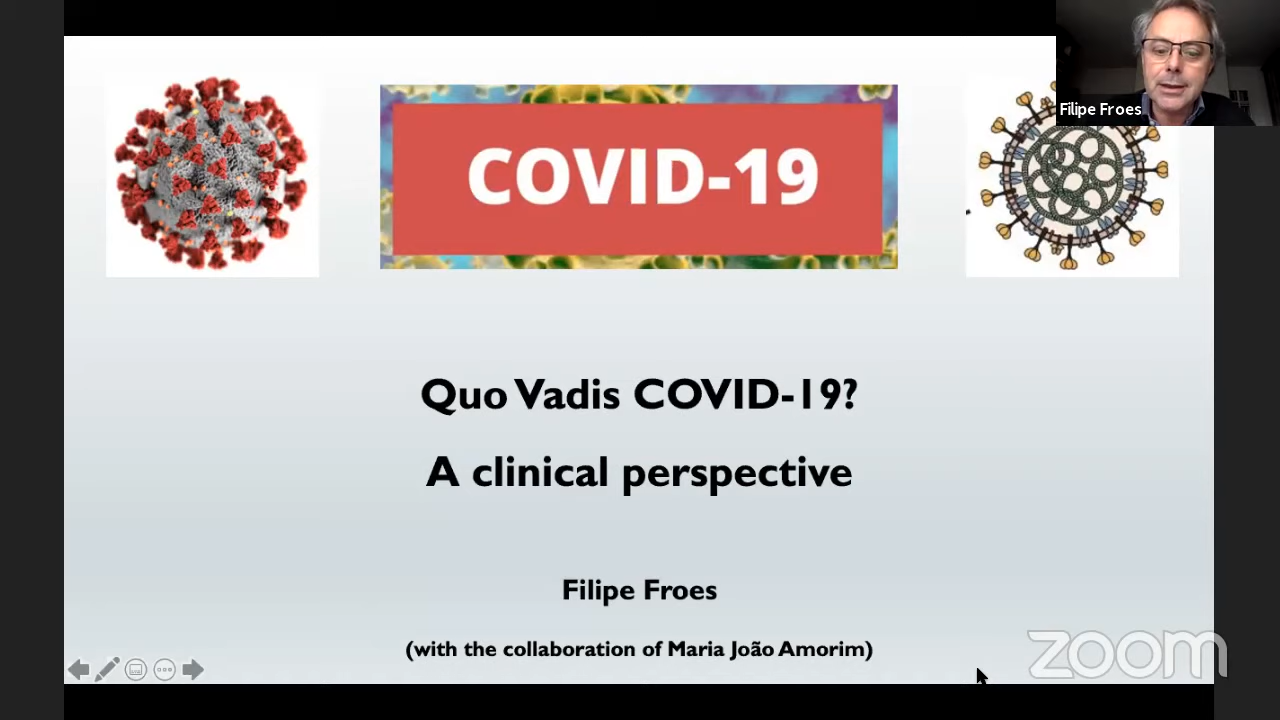 Filipe Froes
COVID-19
Quo Vadis COVID-19?
A clinical perspective
Filipe Froes
(with the collaboration of Maria João Amorim)
zoom